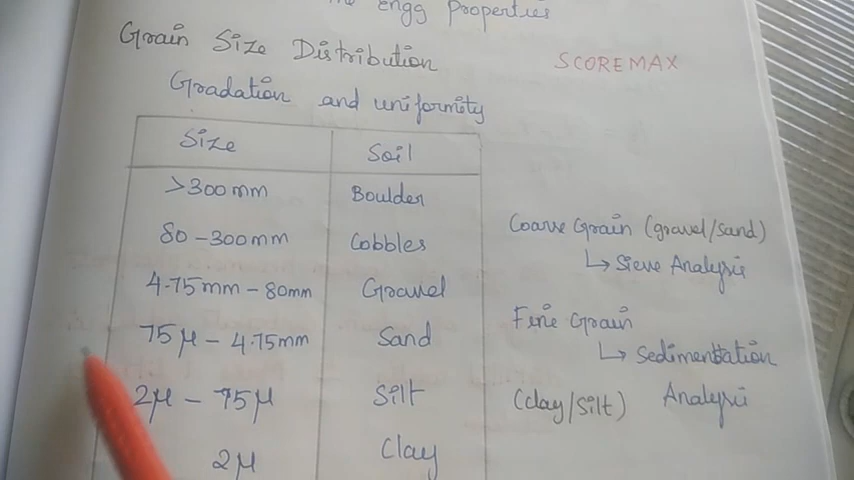 Engg Properties
Grain Size Distribution
SCOREMAX
Gradation and uniformity
Size Soil
>300mm Boulder
80-300mm Cobbles
4.75mm - 80mm Gravel
75μ - 4.75mm Sand
2μ - 75μ Silt
2μ Clay
Coarse Grain (gravel/sand)
↳ Sieve Analysis
Fine Grain
↳ Sedimentation
(clay/silt) Analysis